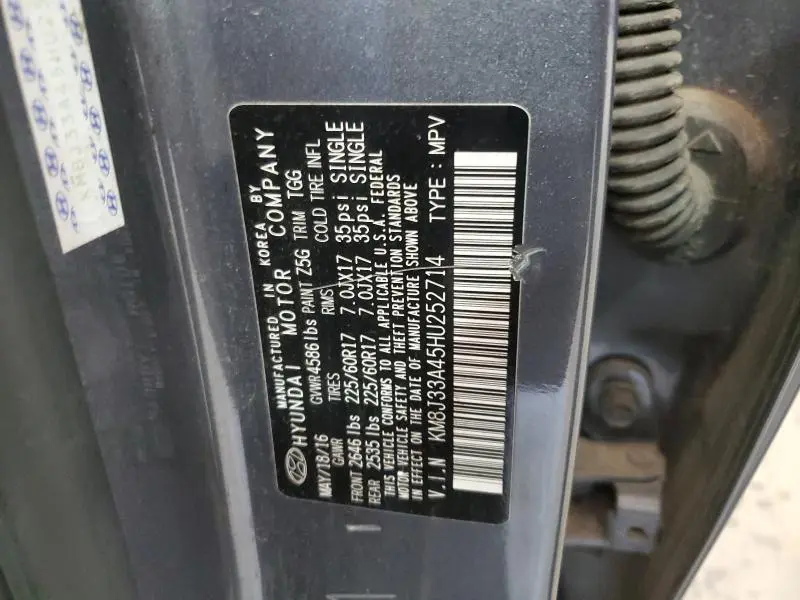 MANUFACTURED IN KOREA BY
HYUNDAI MOTOR COMPANY
MAY/18/16 GVWR 4586 lbs PAINT Z5G TRIM TGG
GAWR TIRES RIMS COLD TIRE INFL
FRONT 2646 lbs 225/60R17 7.0JX17 35psi SINGLE
REAR 2535 lbs 225/60R17 7.0JX17 35psi SINGLE
THIS VEHICLE CONFORMS TO ALL APPLICABLE U.S.A. FEDERAL
MOTOR VEHICLE SAFETY AND THEFT PREVENTION STANDARDS
IN EFFECT ON THE DATE OF MANUFACTURE SHOWN ABOVE
V.I.N KM8J33A45HU252714 TYPE : MPV